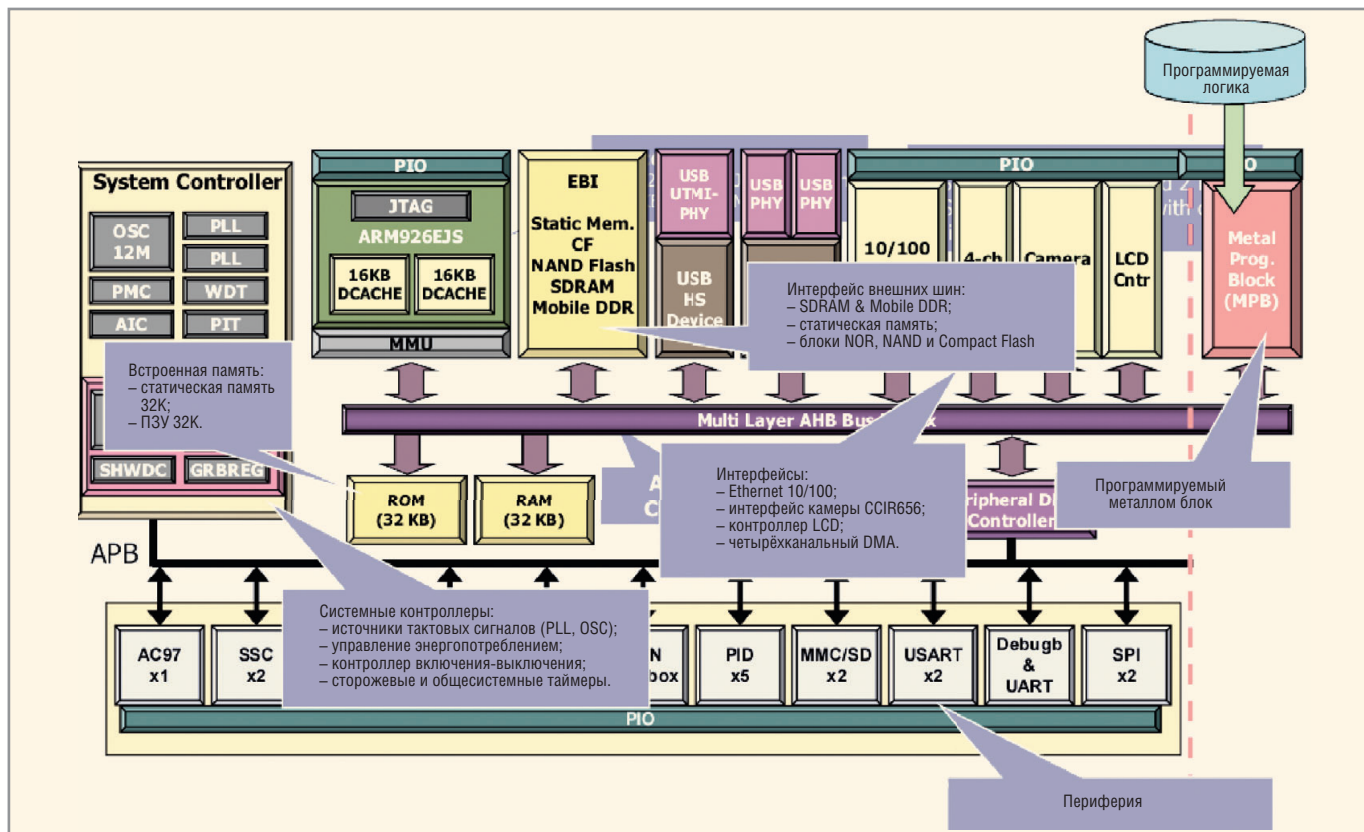 Программируемая
логика
System Controller
OSC
12M
PLL
PLL
PMC
WDT
AIC
PIT
SHWDC
GRBREG
PIO
JTAG
ARM926EJS
16KB
DCACHE
16KB
DCACHE
MMU
EBI
Static Mem.
CF
NAND Flash
SDRAM
Mobile DDR
USB
UTMI-
PHY
USB
HS
Device
USB
PHY
USB
PHY
PIO
10/100
4-ch
Camera
LCD
Cntr
with
Metal
Prog.
Block
(MPB)
Интерфейс внешних шин:
– SDRAM & Mobile DDR;
– статическая память;
– блоки NOR, NAND и Compact Flash
Встроенная память:
– статическая память
32K;
– ПЗУ 32K.
Multi Layer AHB Bus
ROM
(32 KB)
RAM
(32 KB)
Интерфейсы:
– Ethernet 10/100;
– интерфейс камеры CCIR656;
– контроллер LCD;
– четырёхканальный DMA.
Controller
Программируемый
металлом блок
APB
Системные контроллеры:
– источники тактовых сигналов (PLL, OSC);
– управление энергопотреблением;
– контроллер включения-выключения;
– сторожевые и общесистемные таймеры.
AC97
x1
SSC
x2
PID
x5
MMC/SD
x2
USART
x2
Debugb
&
UART
SPI
x2
PIO
Периферия